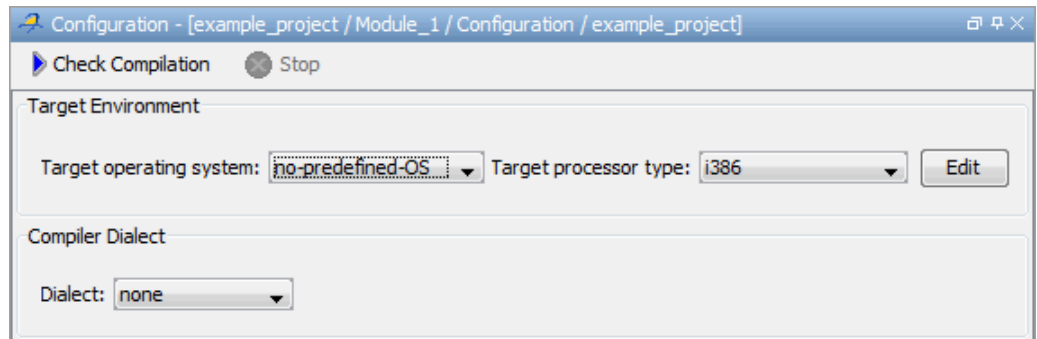 Configuration - [example_project / Module_1 / Configuration / example_project]
Check Compilation Stop
Target Environment
Target operating system: no-predefined-OS Target processor type: i386 Edit
Compiler Dialect
Dialect: none